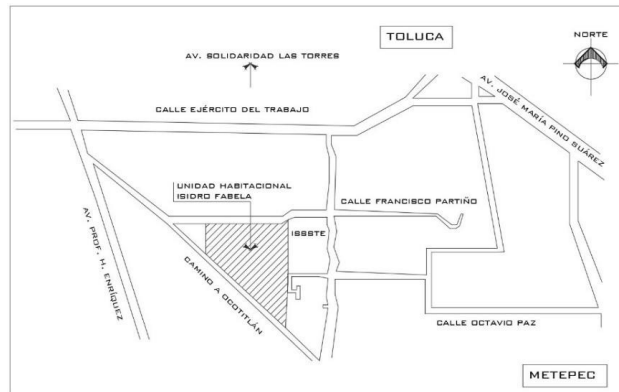 TOLUCA
NORTE
AV. SOLIDARIDAD LAS TORRES
AV. JOSÉ MARÍA PINO SUÁREZ
CALLE EJÉRCITO DEL TRABAJO
UNIDAD HABITACIONAL
ISIDRO FABELA
CALLE FRANCISCO PARTIÑO
AV. PROF. H. ENRÍQUEZ
ISSSTE
CAMINO A OCOTITLÁN
CALLE OCTAVIO PAZ
METEPEC